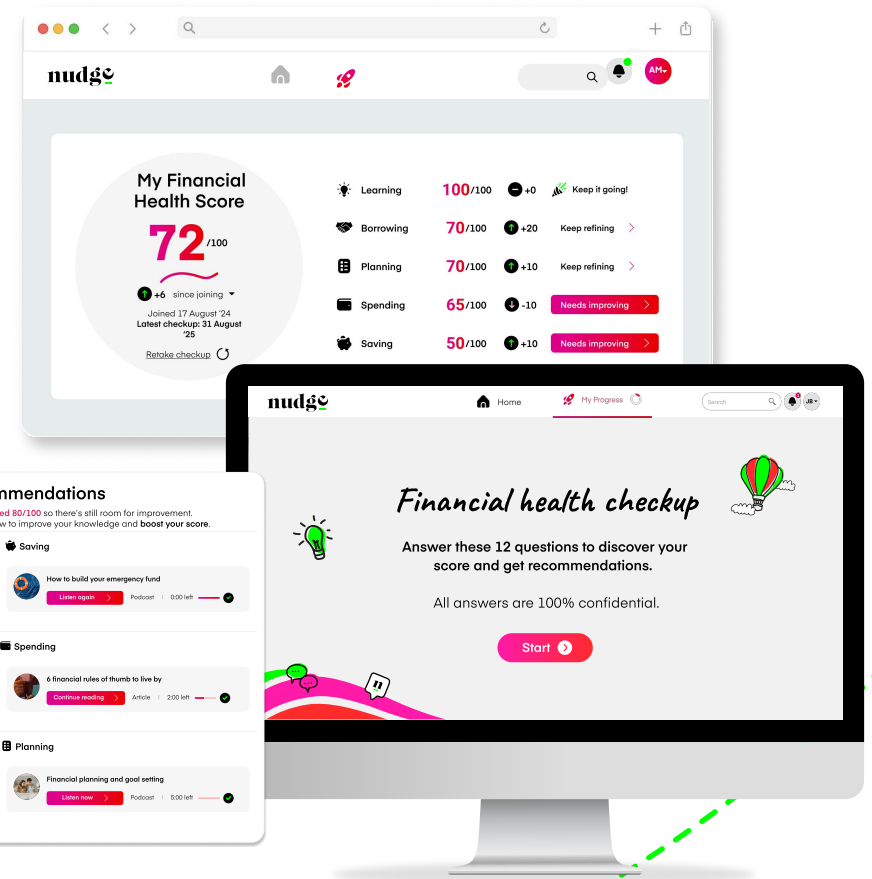 nudge
AM
My Financial
Health Score
72/100
+6 since joining
Joined 17 August '24
Latest checkup: 31 August
'25
Retake checkup
Learning 100/100 +0 Keep it going!
Borrowing 70/100 +20 Keep refining
Planning 70/100 +10 Keep refining
Spending 65/100 -10 Needs improving
Saving 50/100 +10 Needs improving
nudge
Home
My Progress
Search
JB
Financial health checkup
Answer these 12 questions to discover your
score and get recommendations.
All answers are 100% confidential.
Start
n
mmendations
ed 80/100 so there's still room for improvement.
w to improve your knowledge and boost your score.
Saving
How to build your emergency fund
Listen again Podcast 0:00 left
Spending
6 financial rules of thumb to live by
Continue reading Article 2:00 left
Planning
Financial planning and goal setting
Listen now Podcast 5:00 left